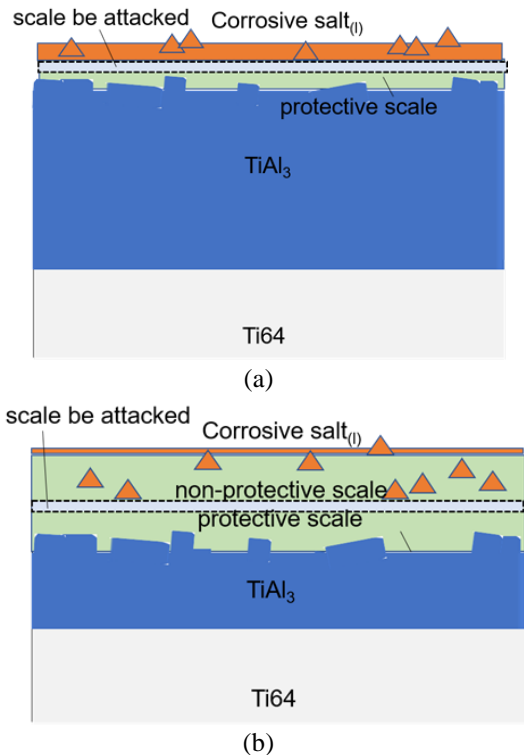 scale be attacked
Corrosive salt(l)
protective scale
TiAl3
Ti64
(a)
scale be attacked
Corrosive salt(l)
non-protective scale
protective scale
TiAl3
Ti64
(b)